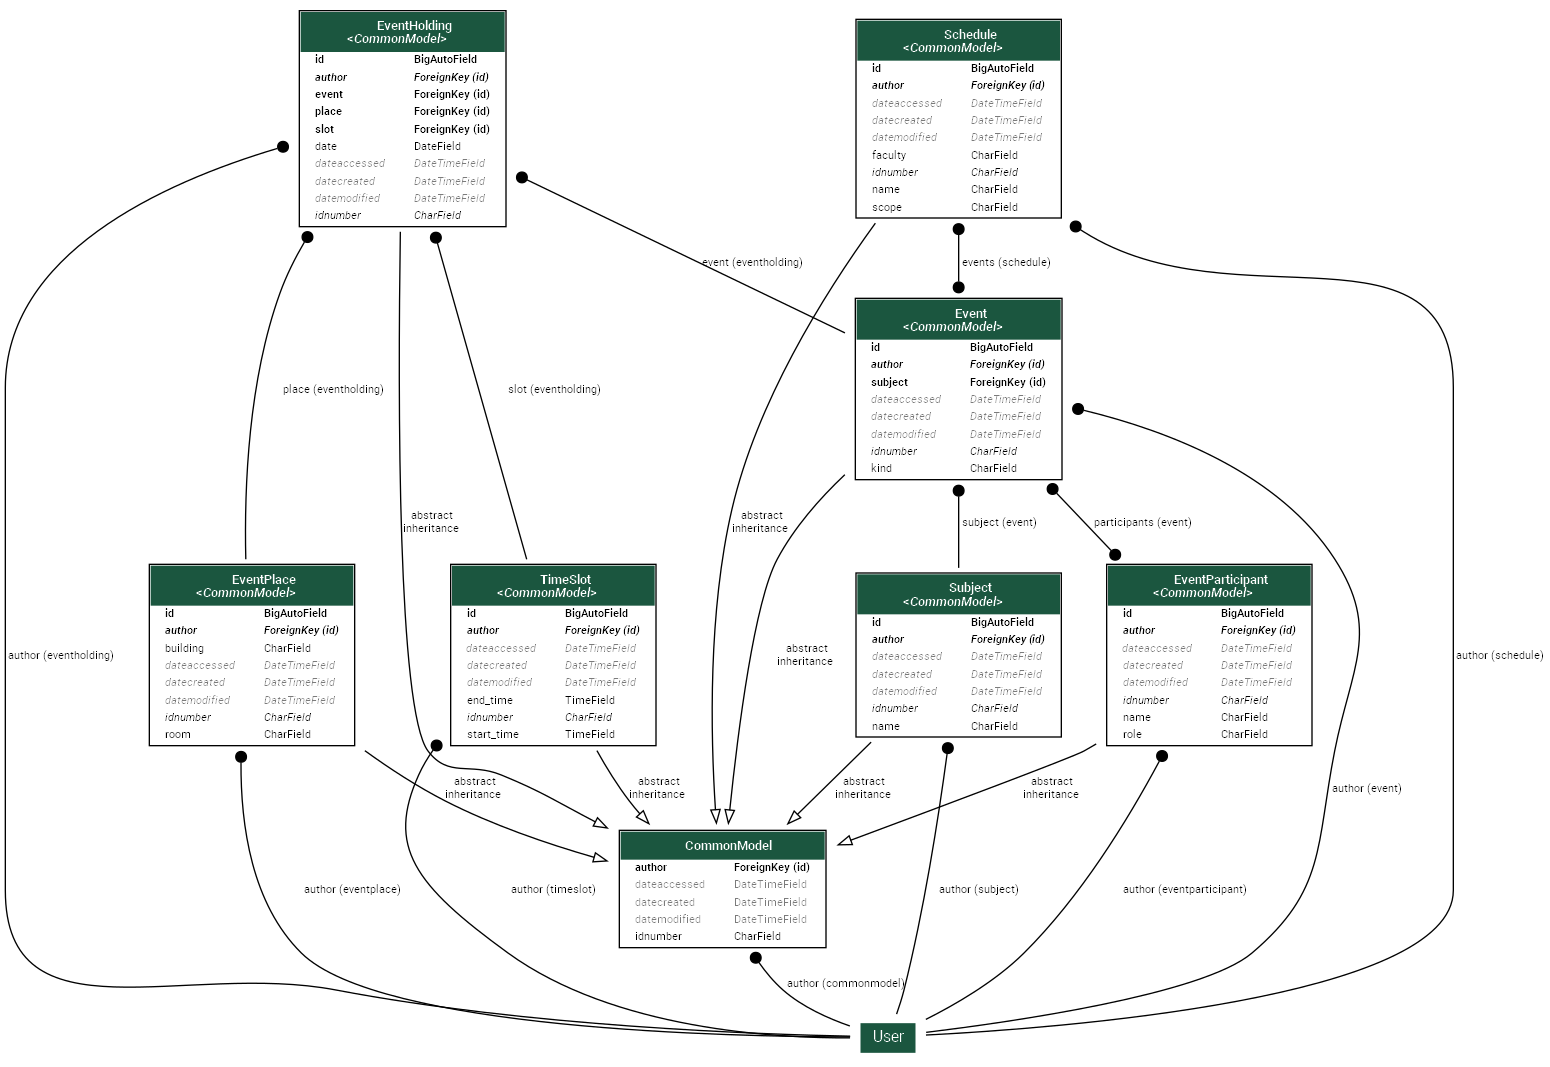 EventHolding
<CommonModel>
id BigAutoField
author ForeignKey (id)
event ForeignKey (id)
place ForeignKey (id)
slot ForeignKey (id)
date DateField
dateaccessed DateTimeField
datecreated DateTimeField
datemodified DateTimeField
idnumber CharField
Schedule
<CommonModel>
id BigAutoField
author ForeignKey (id)
dateaccessed DateTimeField
datecreated DateTimeField
datemodified DateTimeField
faculty CharField
idnumber CharField
name CharField
scope CharField
event (eventholding)
events (schedule)
Event
<CommonModel>
id BigAutoField
author ForeignKey (id)
subject ForeignKey (id)
dateaccessed DateTimeField
datecreated DateTimeField
datemodified DateTimeField
idnumber CharField
kind CharField
place (eventholding)
slot (eventholding)
abstract
inheritance
abstract
inheritance
subject (event)
participants (event)
EventPlace
<CommonModel>
id BigAutoField
author ForeignKey (id)
building CharField
dateaccessed DateTimeField
datecreated DateTimeField
datemodified DateTimeField
idnumber CharField
room CharField
TimeSlot
<CommonModel>
id BigAutoField
author ForeignKey (id)
dateaccessed DateTimeField
datecreated DateTimeField
datemodified DateTimeField
end_time TimeField
idnumber CharField
start_time TimeField
Subject
<CommonModel>
id BigAutoField
author ForeignKey (id)
dateaccessed DateTimeField
datecreated DateTimeField
datemodified DateTimeField
idnumber CharField
name CharField
EventParticipant
<CommonModel>
id BigAutoField
author ForeignKey (id)
dateaccessed DateTimeField
datecreated DateTimeField
datemodified DateTimeField
idnumber CharField
name CharField
role CharField
author (eventholding)
abstract
inheritance
author (schedule)
abstract
inheritance
abstract
inheritance
abstract
inheritance
abstract
inheritance
author (event)
CommonModel
author ForeignKey (id)
dateaccessed DateTimeField
datecreated DateTimeField
datemodified DateTimeField
idnumber CharField
author (eventplace)
author (timeslot)
author (subject)
author (eventparticipant)
author (commonmodel)
User